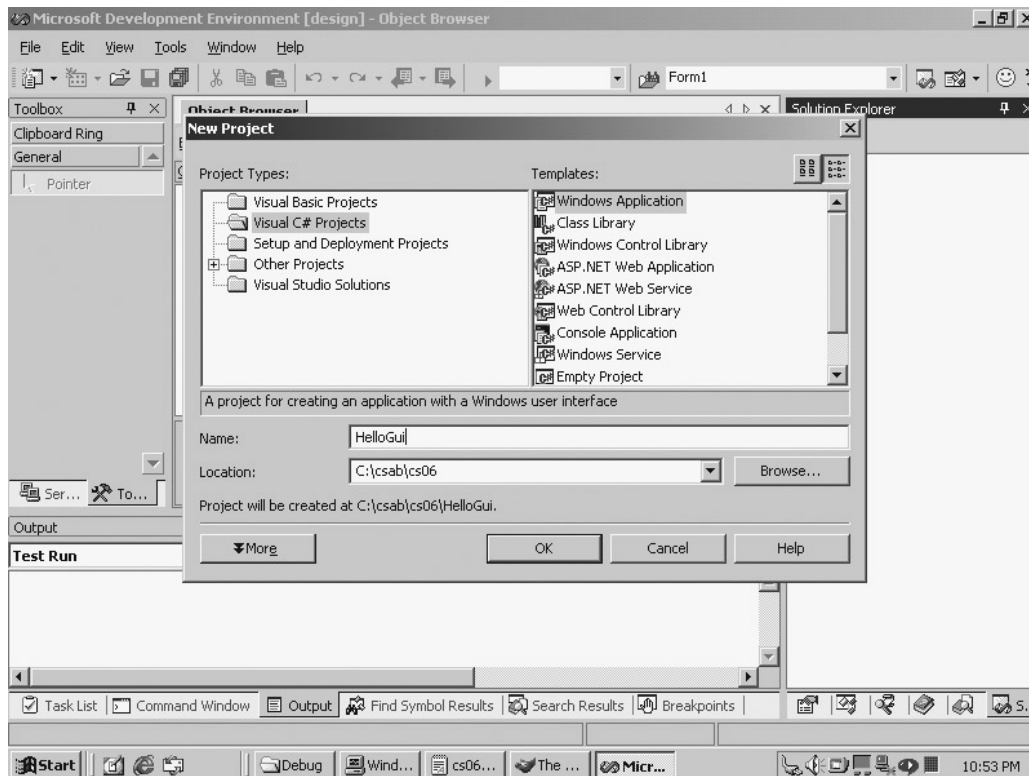 Microsoft Development Environment [design] - Object Browser
File Edit View Tools Window Help
Form1
Toolbox
Object Browser
Solution Explorer
Clipboard Ring
General
Pointer
New Project
Project Types:
Templates:
Visual Basic Projects
Visual C# Projects
Setup and Deployment Projects
Other Projects
Visual Studio Solutions
Windows Application
Class Library
Windows Control Library
ASP.NET Web Application
ASP.NET Web Service
Web Control Library
Console Application
Windows Service
Empty Project
A project for creating an application with a Windows user interface
Name:
HelloGui
Location:
C:\csab\cs06
Browse...
Project will be created at C:\csab\cs06\HelloGui.
More
OK
Cancel
Help
Ser... To...
Output
Test Run
Task List Command Window Output Find Symbol Results Search Results Breakpoints
S.
Start Debug Wind... cs06... The ... Micr... 10:53 PM